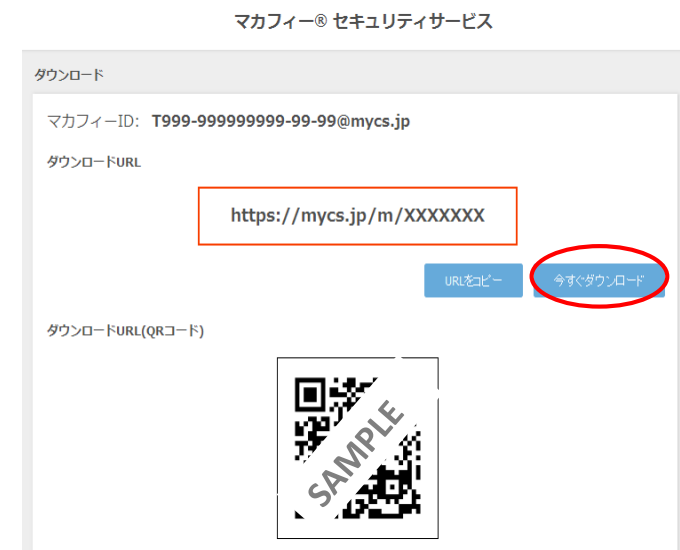 マカフィー® セキュリティサービス
ダウンロード
マカフィーID: T999-999999999-99-99@mycs.jp
ダウンロードURL
https://mycs.jp/m/XXXXXXX
URLをコピー 今すぐダウンロード
ダウンロードURL(QRコード)
SAMPLE